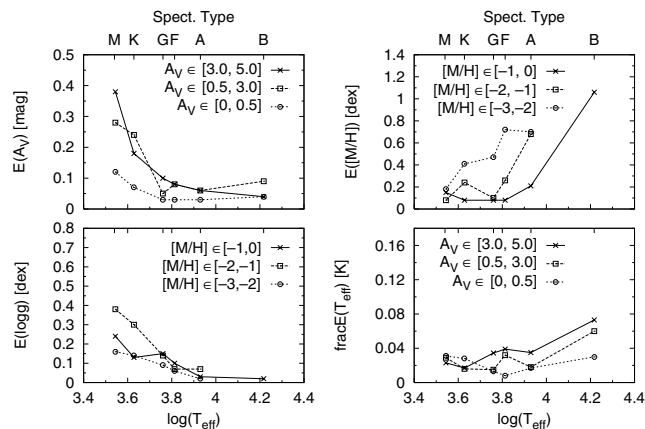 Spect. Type
M K G F A B
0.5
0.4
0.3
0.2
0.1
0
E(A_V) [mag]
A_V ∈ [3.0, 5.0]
A_V ∈ [0.5, 3.0]
A_V ∈ [0, 0.5]
Spect. Type
M K G F A B
1.4
1.2
1
0.8
0.6
0.4
0.2
0
E([M/H]) [dex]
[M/H] ∈ [−1, 0]
[M/H] ∈ [−2, −1]
[M/H] ∈ [−3, −2]
0.8
0.7
0.6
0.5
0.4
0.3
0.2
0.1
0
E(logg) [dex]
[M/H] ∈ [−1,0]
[M/H] ∈ [−2,−1]
[M/H] ∈ [−3,−2]
3.4 3.6 3.8 4 4.2 4.4
log(T_eff)
0.16
0.12
0.08
0.04
0
fracE(T_eff) [K]
A_V ∈ [3.0, 5.0]
A_V ∈ [0.5, 3.0]
A_V ∈ [0, 0.5]
3.4 3.6 3.8 4 4.2 4.4
log(T_eff)